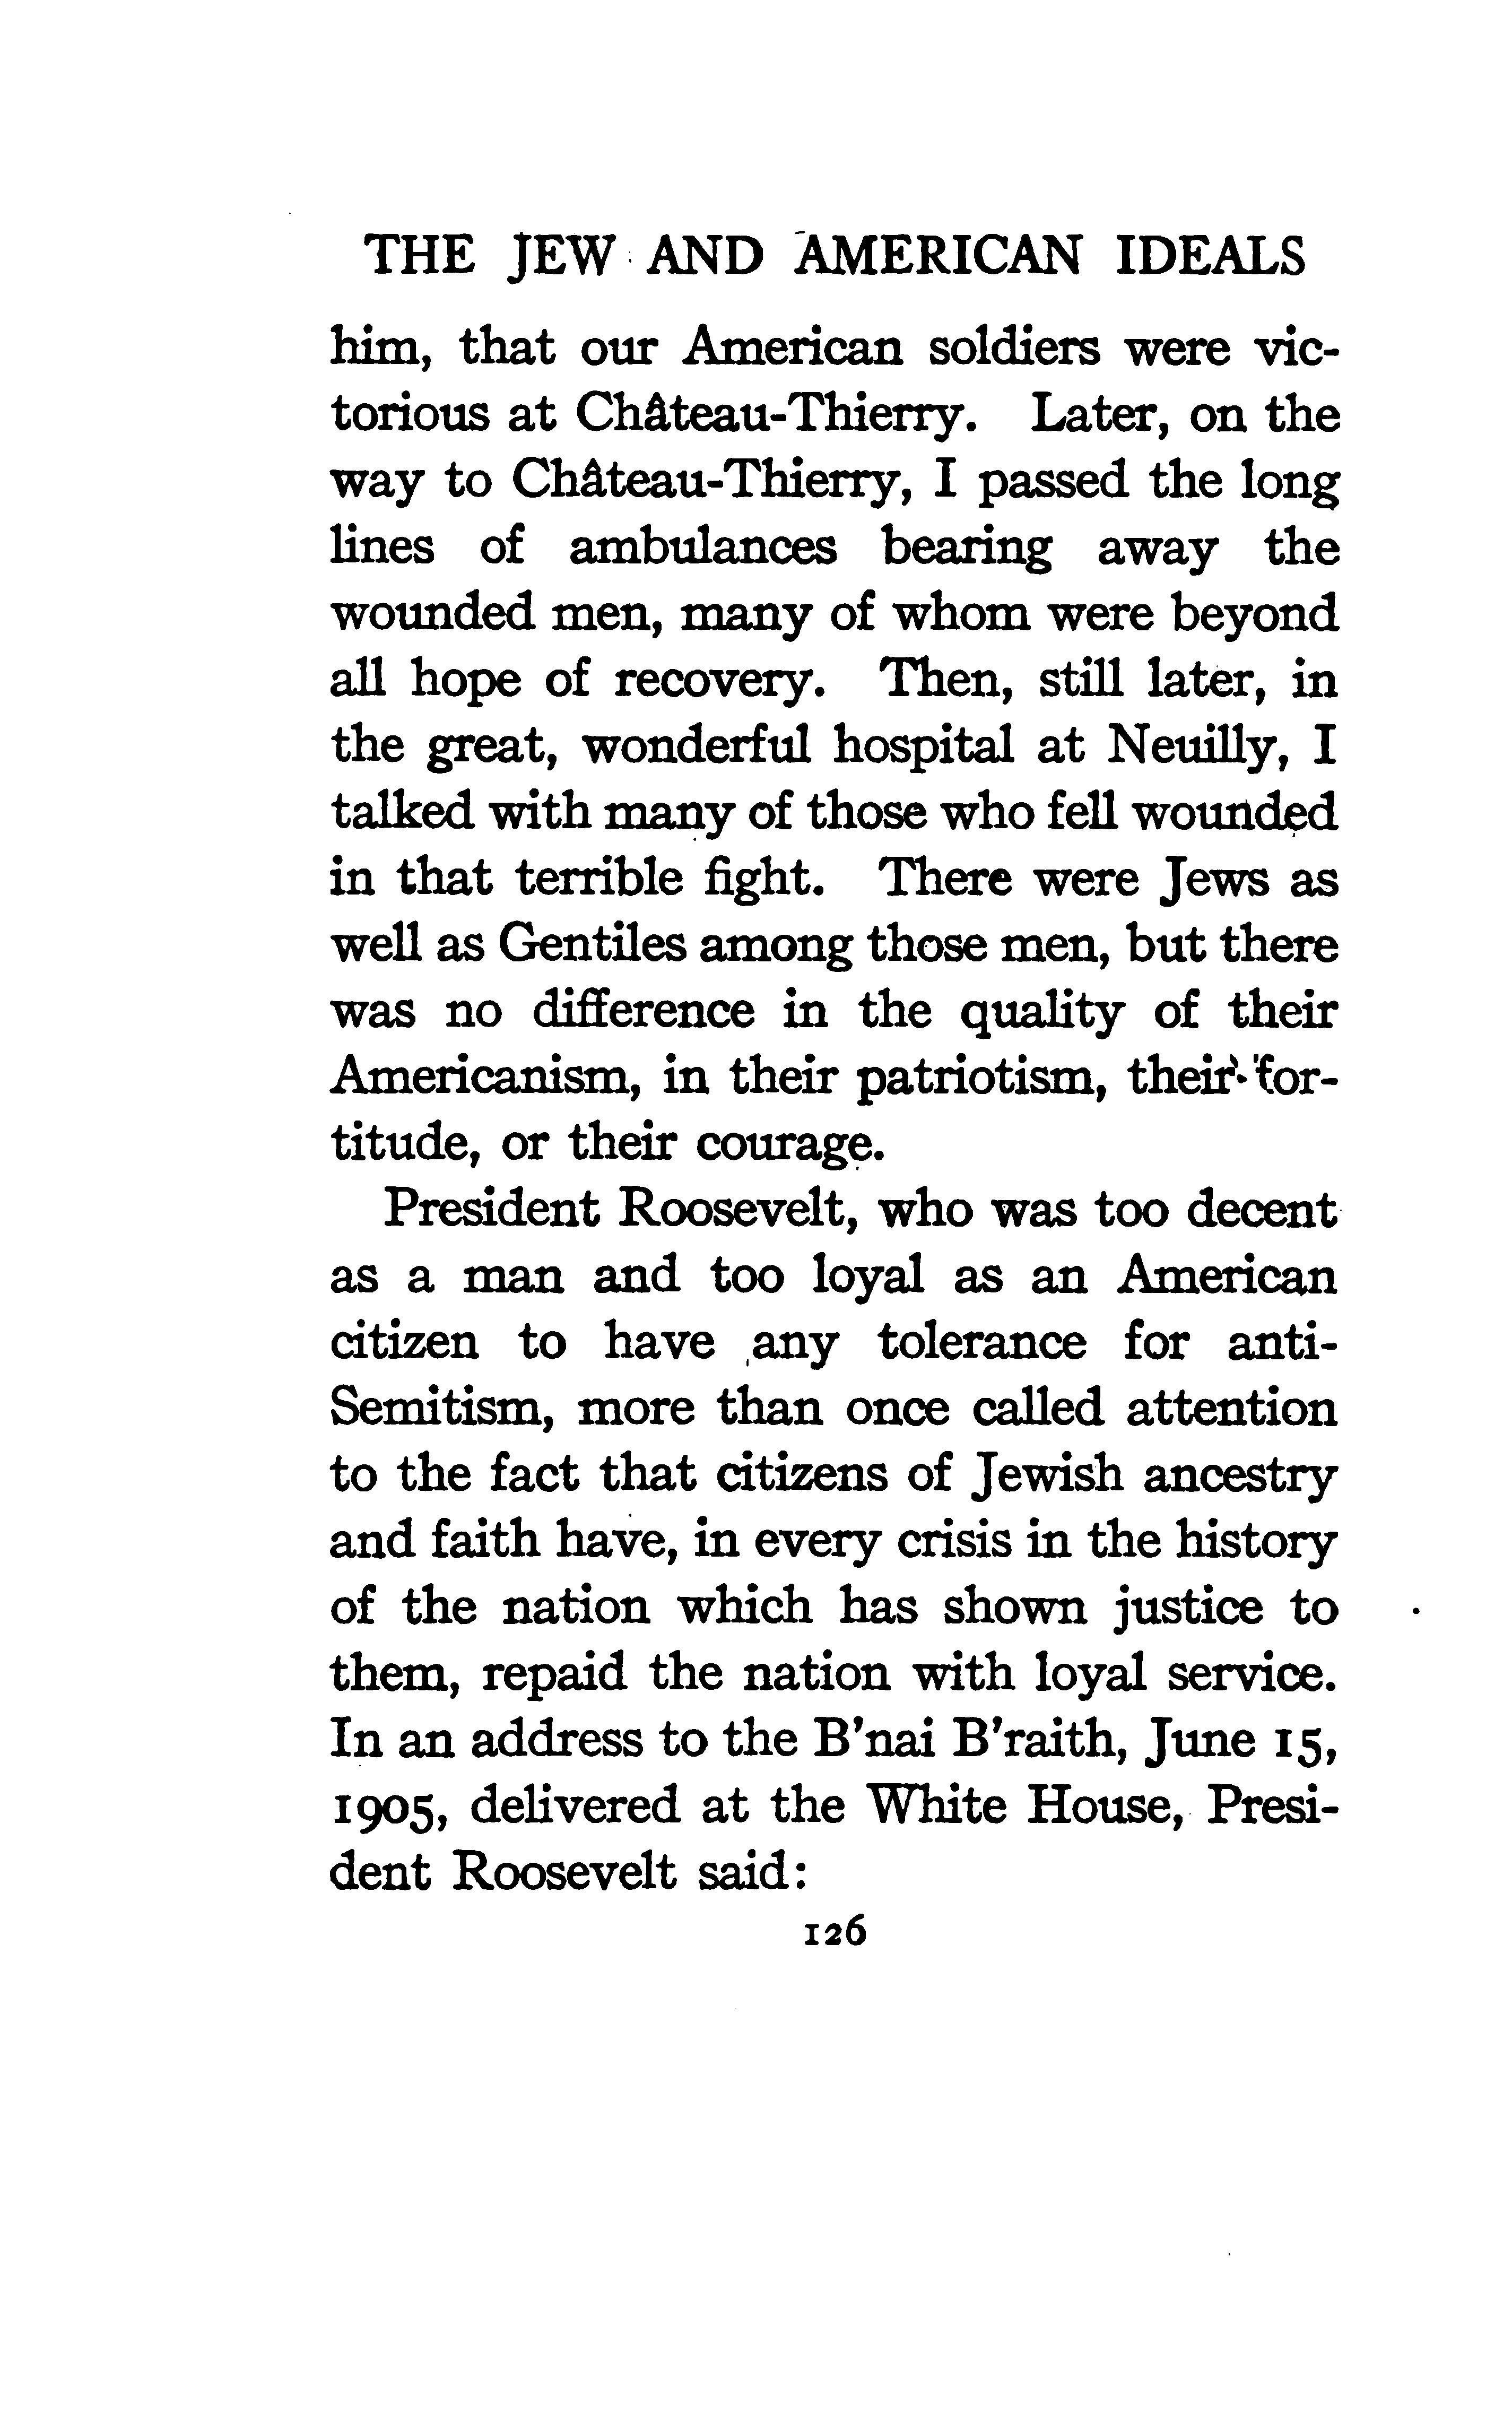 THE JEW AND AMERICAN IDEALS
him, that our American soldiers were vic-
torious at Château-Thierry. Later, on the
way to Château-Thierry, I passed the long
lines of ambulances bearing away the
wounded men, many of whom were beyond
all hope of recovery. Then, still later, in
the great, wonderful hospital at Neuilly, I
talked with many of those who fell wounded
in that terrible fight. There were Jews as
well as Gentiles among those men, but there
was no difference in the quality of their
Americanism, in their patriotism, their for-
titude, or their courage.
President Roosevelt, who was too decent
as a man and too loyal as an American
citizen to have any tolerance for anti-
Semitism, more than once called attention
to the fact that citizens of Jewish ancestry
and faith have, in every crisis in the history
of the nation which has shown justice to
them, repaid the nation with loyal service.
In an address to the B'nai B'raith, June 15,
1905, delivered at the White House, Presi-
dent Roosevelt said:
126